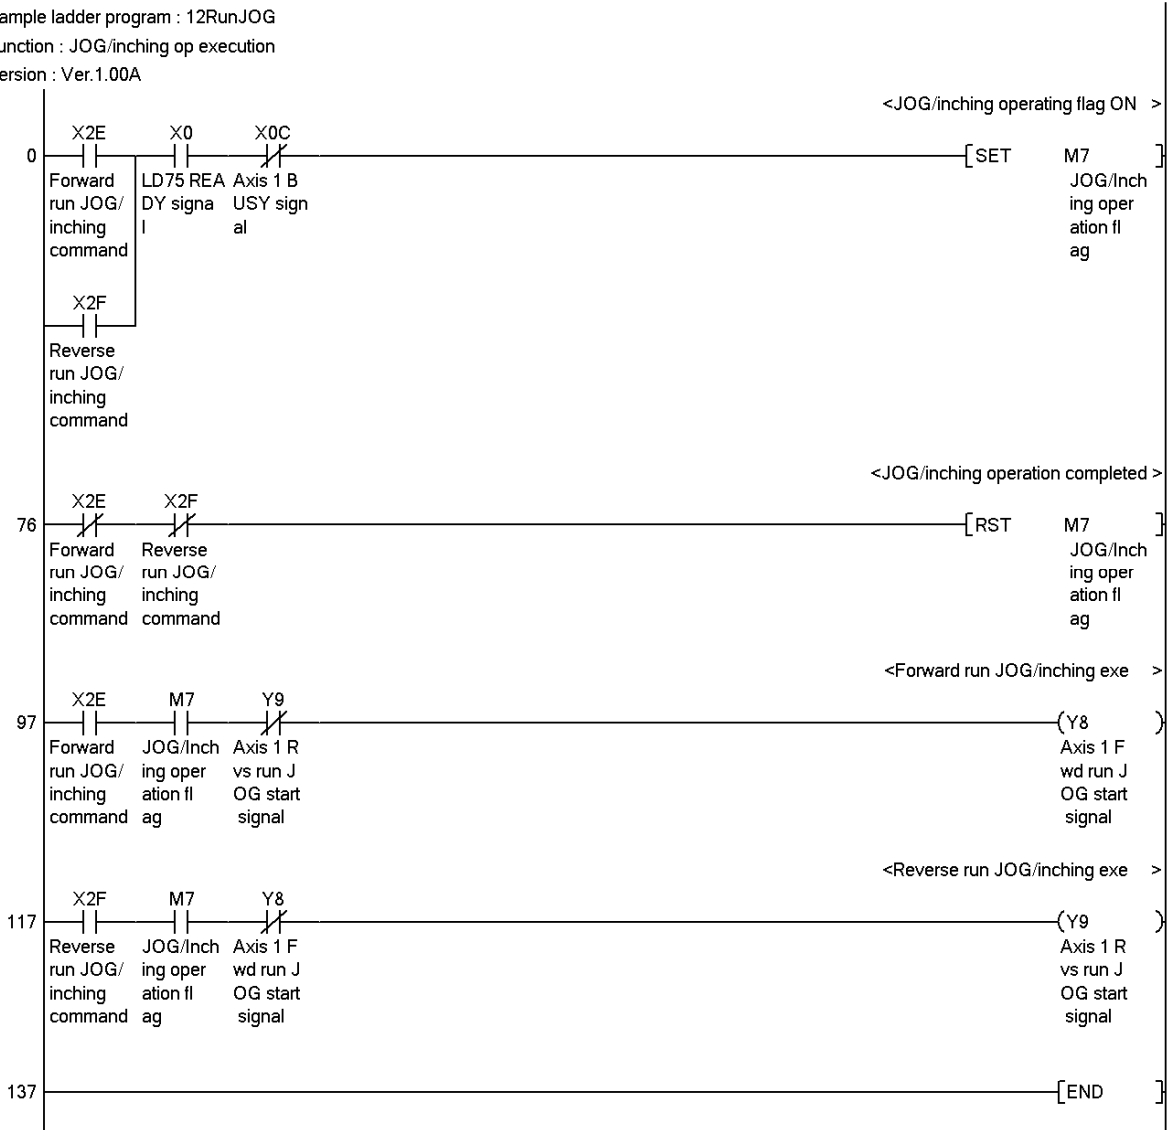 ample ladder program : 12RunJOG
unction : JOG/inching op execution
ersion : Ver.1.00A
<JOG/inching operating flag ON >
X2E X0 X0C
0 [SET M7 ]
Forward LD75 REA Axis 1 B JOG/Inch
run JOG/ DY signa USY sign ing oper
inching l al ation fl
command ag
X2F
Reverse
run JOG/
inching
command
<JOG/inching operation completed >
X2E X2F
76 [RST M7 ]
Forward Reverse JOG/Inch
run JOG/ run JOG/ ing oper
inching inching ation fl
command command ag
<Forward run JOG/inching exe >
X2E M7 Y9
97 (Y8 )
Forward JOG/Inch Axis 1 R Axis 1 F
run JOG/ ing oper vs run J wd run J
inching ation fl OG start OG start
command ag signal signal
<Reverse run JOG/inching exe >
X2F M7 Y8
117 (Y9 )
Reverse JOG/Inch Axis 1 F Axis 1 R
run JOG/ ing oper wd run J vs run J
inching ation fl OG start OG start
command ag signal signal
137 [END ]